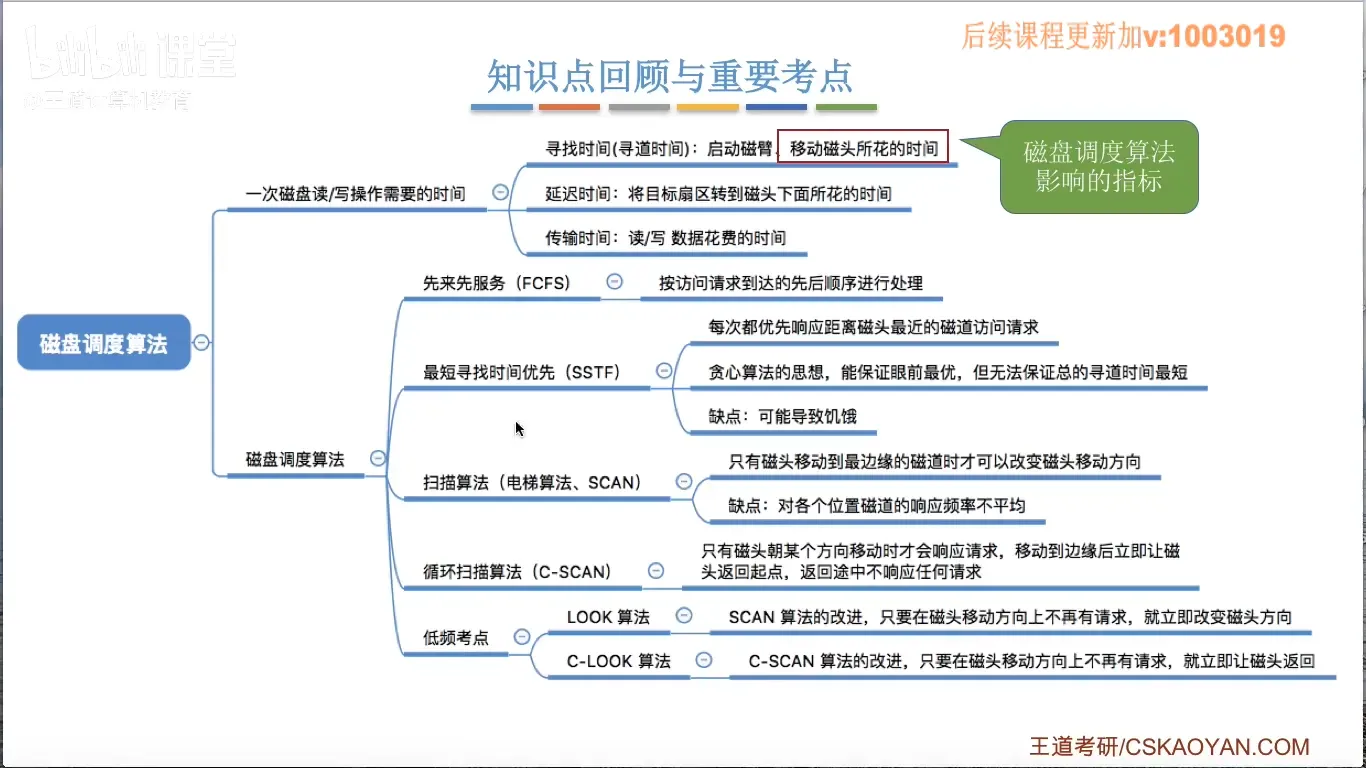 bilibili 课堂
@王道计算机教育
后续课程更新加v:1003019
知识点回顾与重要考点
寻找时间(寻道时间)：启动磁臂、
移动磁头所花的时间
磁盘调度算法
影响的指标
一次磁盘读/写操作需要的时间
延迟时间：将目标扇区转到磁头下面所花的时间
传输时间：读/写 数据花费的时间
先来先服务（FCFS）
按访问请求到达的先后顺序进行处理
磁盘调度算法
每次都优先响应距离磁头最近的磁道访问请求
最短寻找时间优先（SSTF）
贪心算法的思想，能保证眼前最优，但无法保证总的寻道时间最短
缺点：可能导致饥饿
磁盘调度算法
只有磁头移动到最边缘的磁道时才可以改变磁头移动方向
扫描算法（电梯算法、SCAN）
缺点：对各个位置磁道的响应频率不平均
只有磁头朝某个方向移动时才会响应请求，移动到边缘后立即让磁
头返回起点，返回途中不响应任何请求
循环扫描算法（C-SCAN）
低频考点
LOOK 算法
SCAN 算法的改进，只要在磁头移动方向上不再有请求，就立即改变磁头方向
C-LOOK 算法
C-SCAN 算法的改进，只要在磁头移动方向上不再有请求，就立即让磁头返回
王道考研/CSKAOYAN.COM